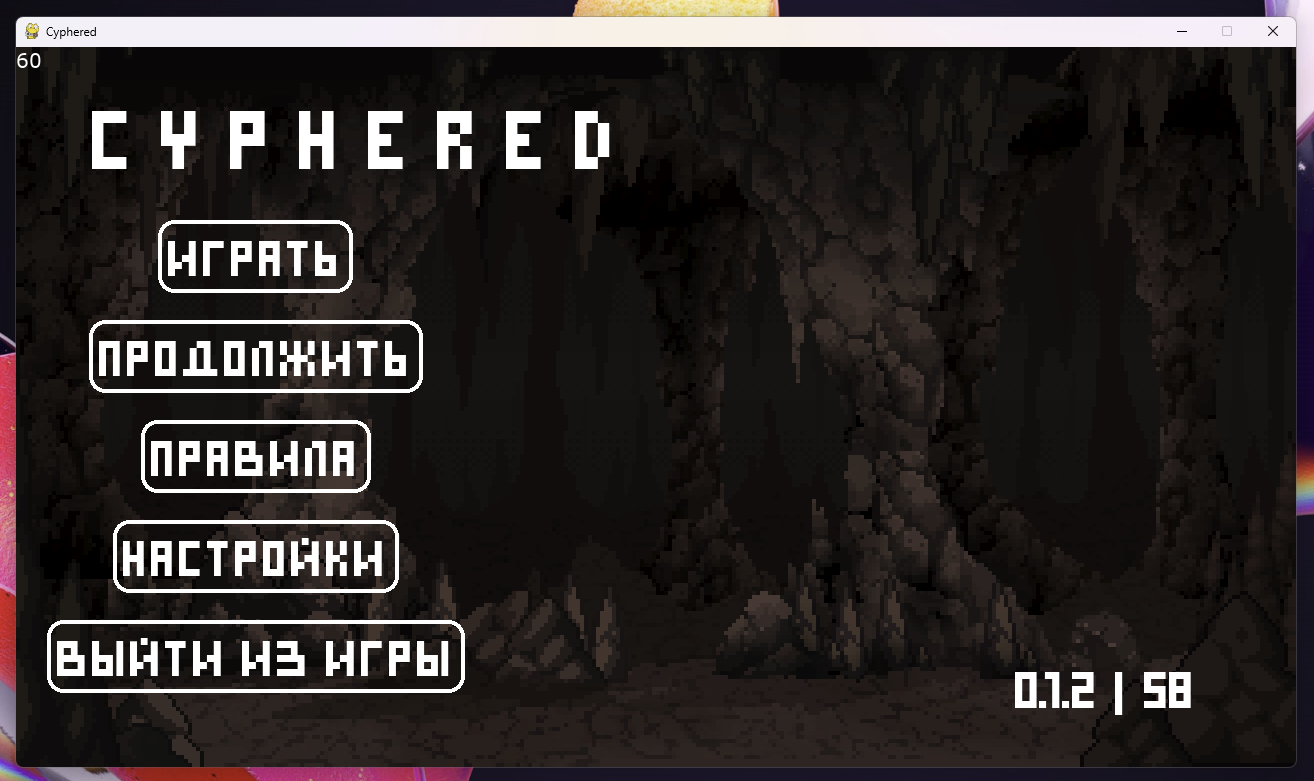 Cyphered
60
CYPHERED
ИГРАТЬ
ПРОДОЛЖИТЬ
ПРАВИЛА
НАСТРОЙКИ
ВЫЙТИ ИЗ ИГРЫ
0.1.2 | 58